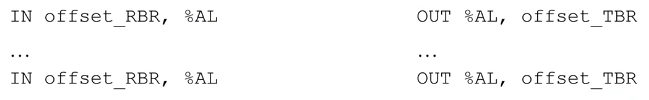 IN offset_RBR, %AL OUT %AL, offset_TBR
... ...
IN offset_RBR, %AL OUT %AL, offset_TBR